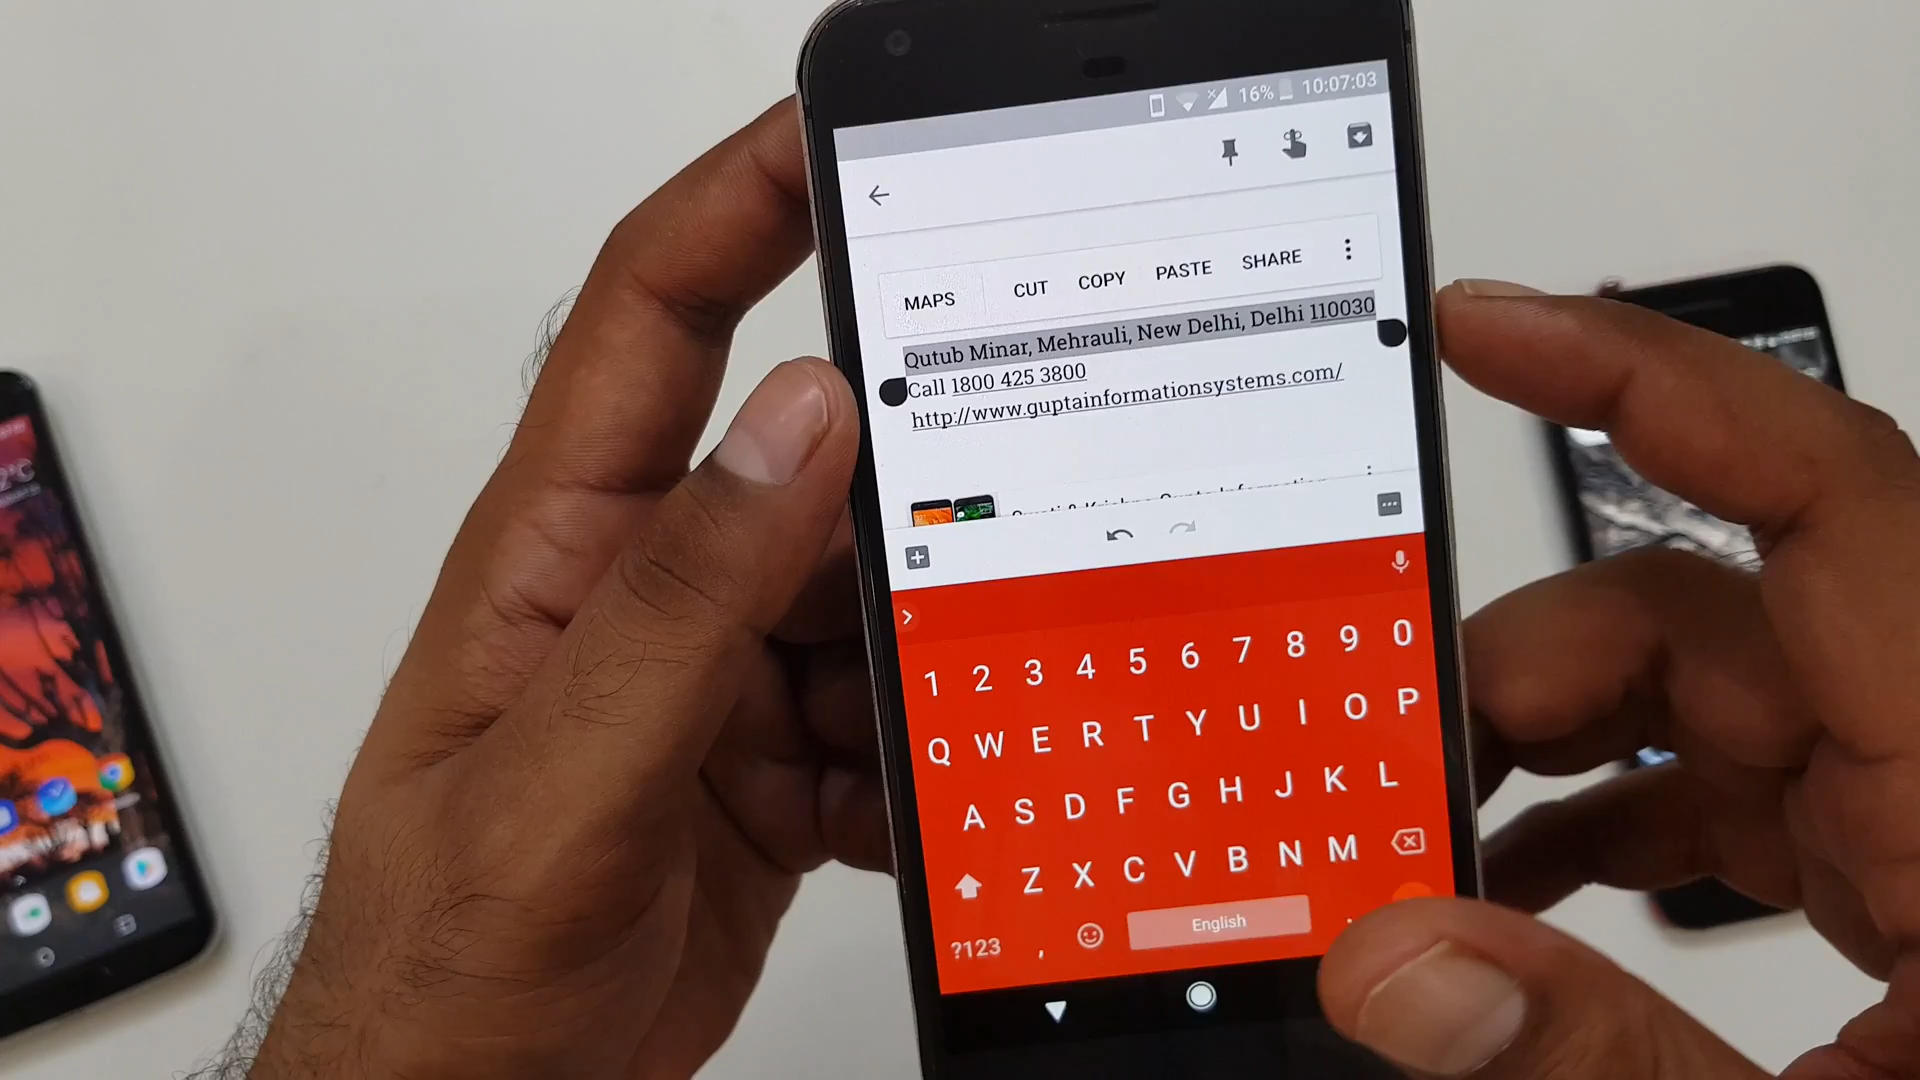 16% 10:07:03
MAPS CUT COPY PASTE SHARE
Qutub Minar, Mehrauli, New Delhi, Delhi 110030
Call 1800 425 3800
http://www.guptainformationsystems.com/
1 2 3 4 5 6 7 8 9 0
Q W E R T Y U I O P
A S D F G H J K L
Z X C V B N M
?123 , English .